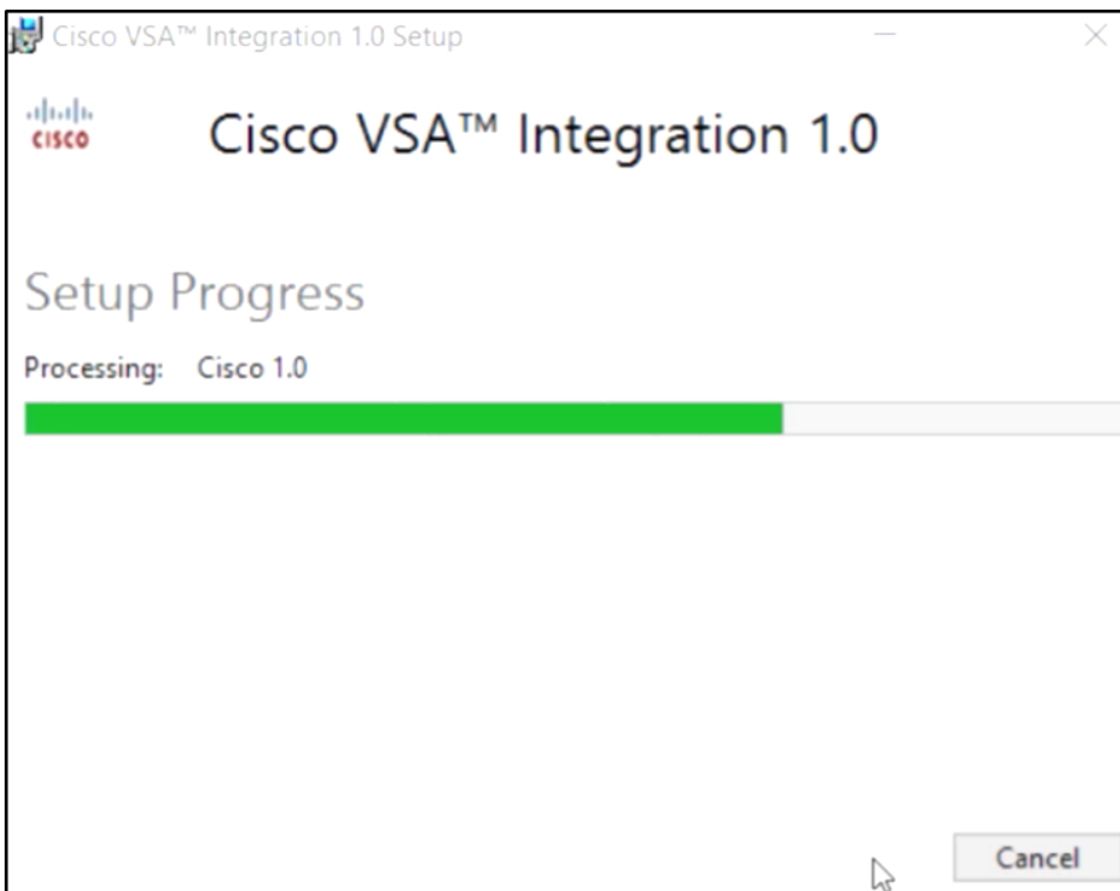 Cisco VSA™ Integration 1.0 Setup
CISCO
Cisco VSA™ Integration 1.0
Setup Progress
Processing: Cisco 1.0
Cancel